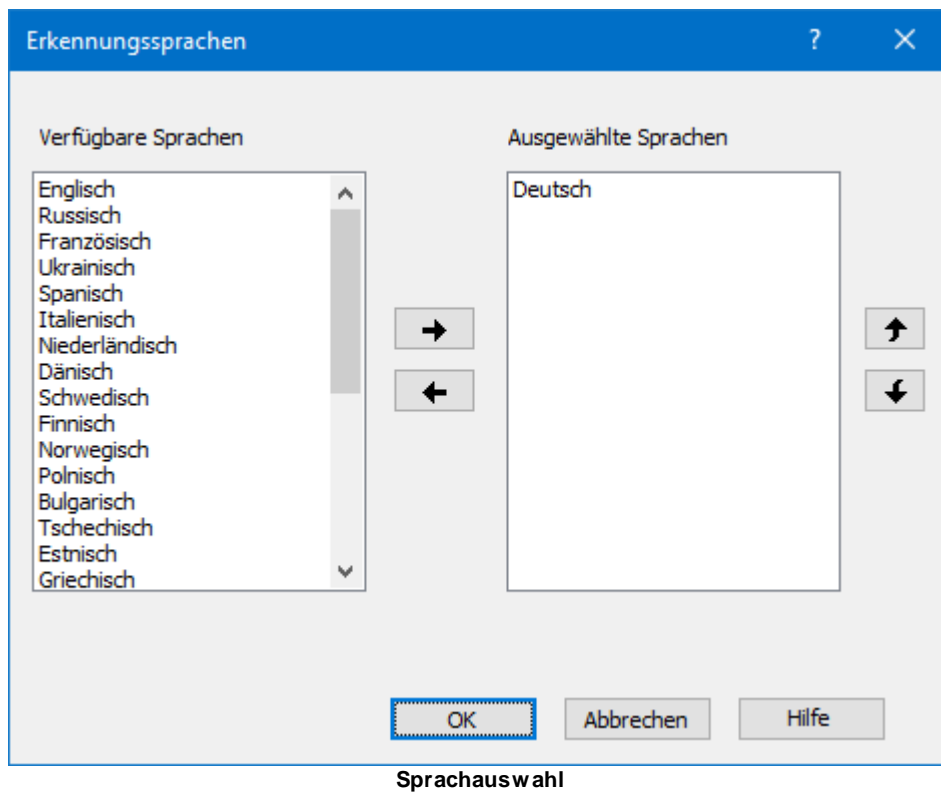 Erkennungssprachen
Verfügbare Sprachen
Englisch
Russisch
Französisch
Ukrainisch
Spanisch
Italienisch
Niederländisch
Dänisch
Schwedisch
Finnisch
Norwegisch
Polnisch
Bulgarisch
Tschechisch
Estnisch
Griechisch
Ausgewählte Sprachen
Deutsch
OK
Abbrechen
Hilfe
Sprachauswahl